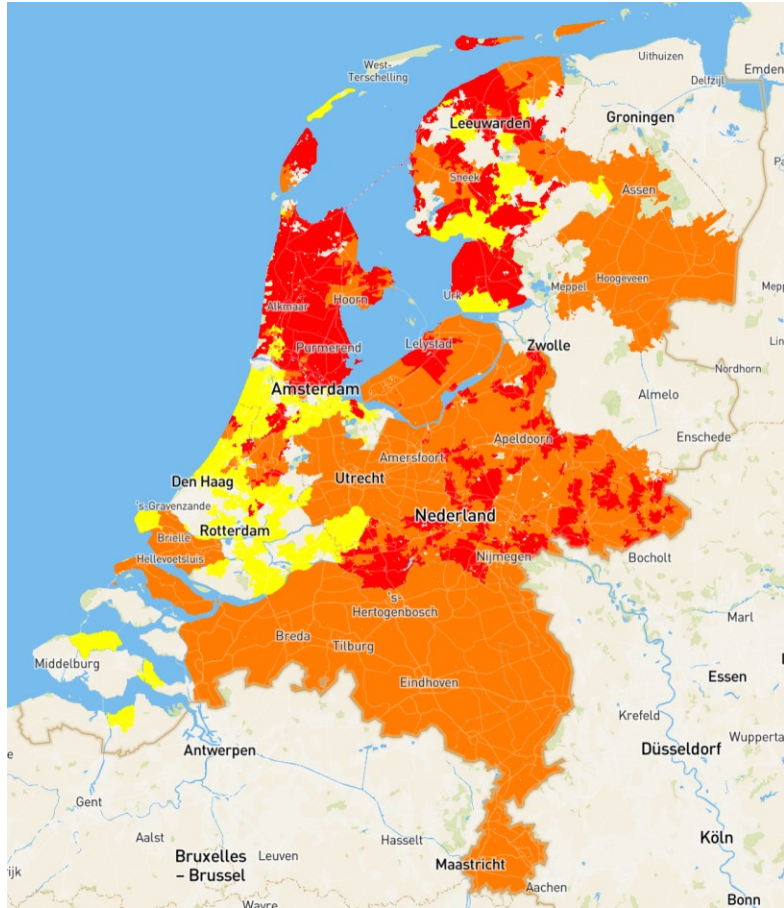 West-
Terschelling
Uithuizen
Delfzijl
Emden
Leeuwarden
Groningen
Sneek
Assen
Hoogeveen
Meppel
Urk
Alkmaar
Hoorn
Purmerend
Lelystad
Zwolle
Nordhorn
Amsterdam
Almelo
Enschede
Apeldoorn
Amersfoort
Den Haag
Utrecht
's-Gravenzande
Rotterdam
Nederland
Brielle
Hellevoetsluis
Nijmegen
Bocholt
's-
Hertogenbosch
Marl
Breda
Tilburg
Middelburg
Eindhoven
Essen
Krefeld
Antwerpen
Düsseldorf
Wupperta
Gent
Hasselt
Köln
Aalst
Bruxelles
– Brussel
Leuven
Maastricht
Aachen
Bonn
Wavre